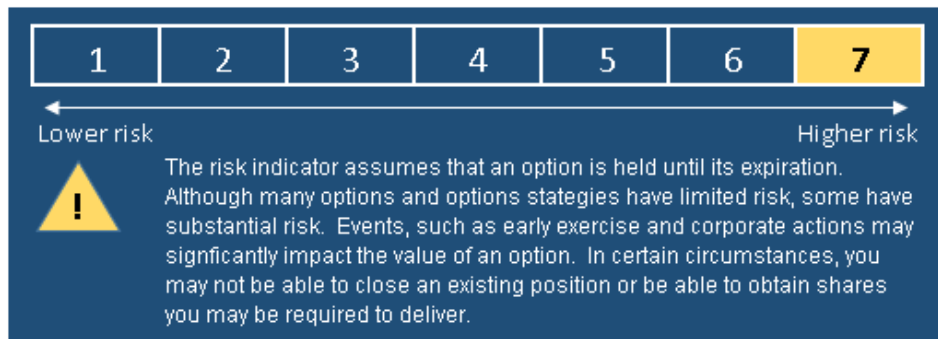 1 2 3 4 5 6 7
Lower risk Higher risk
The risk indicator assumes that an option is held until its expiration.
Although many options and options stategies have limited risk, some have
! substantial risk. Events, such as early exercise and corporate actions may
signficantly impact the value of an option. In certain circumstances, you
may not be able to close an existing position or be able to obtain shares
you may be required to deliver.